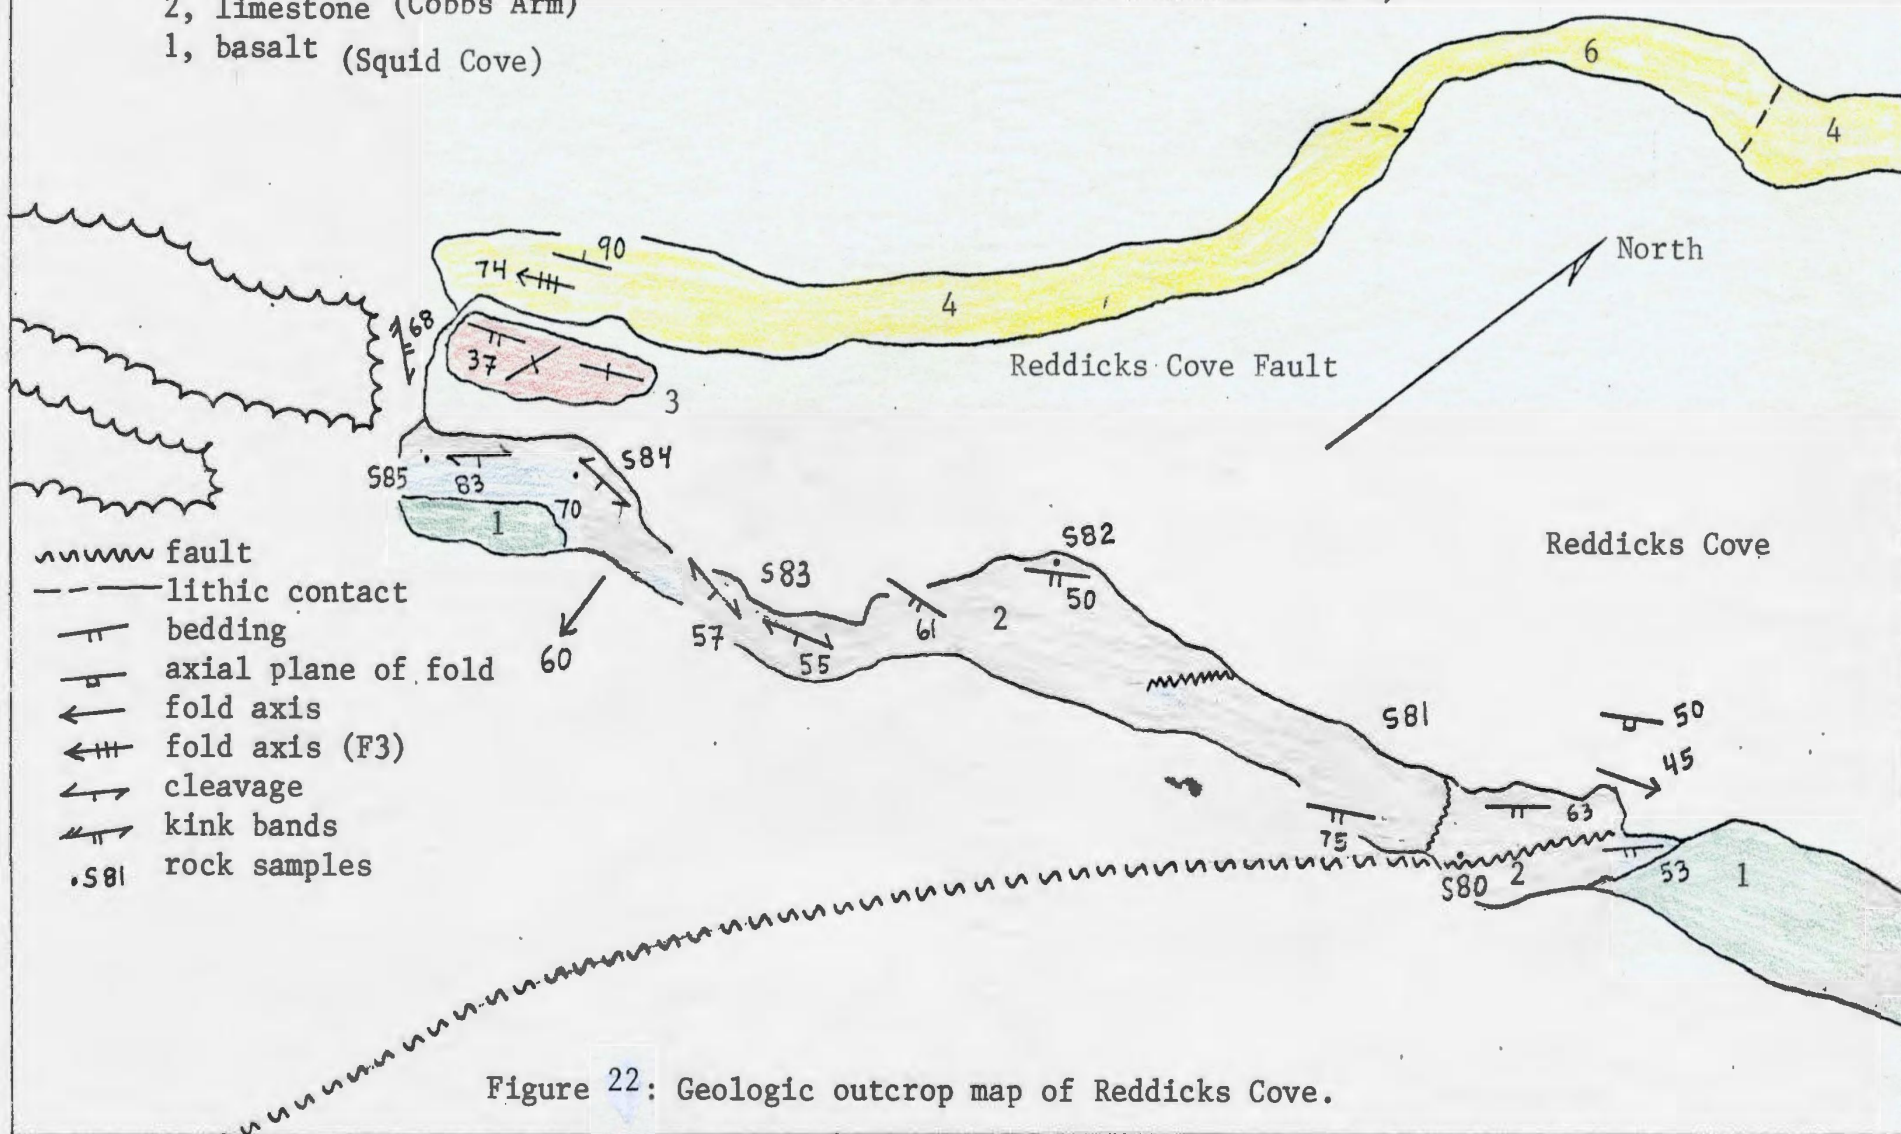 2, limestone (Cobbs Arm)
1, basalt (Squid Cove)
6
4
North
90
74
4
68
37
Reddicks Cove Fault
3
S84
S85
83
70
1
S82
Reddicks Cove
fault
S83
lithic contact
50
2
bedding
61
57
60
55
axial plane of fold
fold axis
S81
50
fold axis (F3)
45
cleavage
63
kink bands
75
53
1
2
S80
.S81
rock samples
Figure 22: Geologic outcrop map of Reddicks Cove.